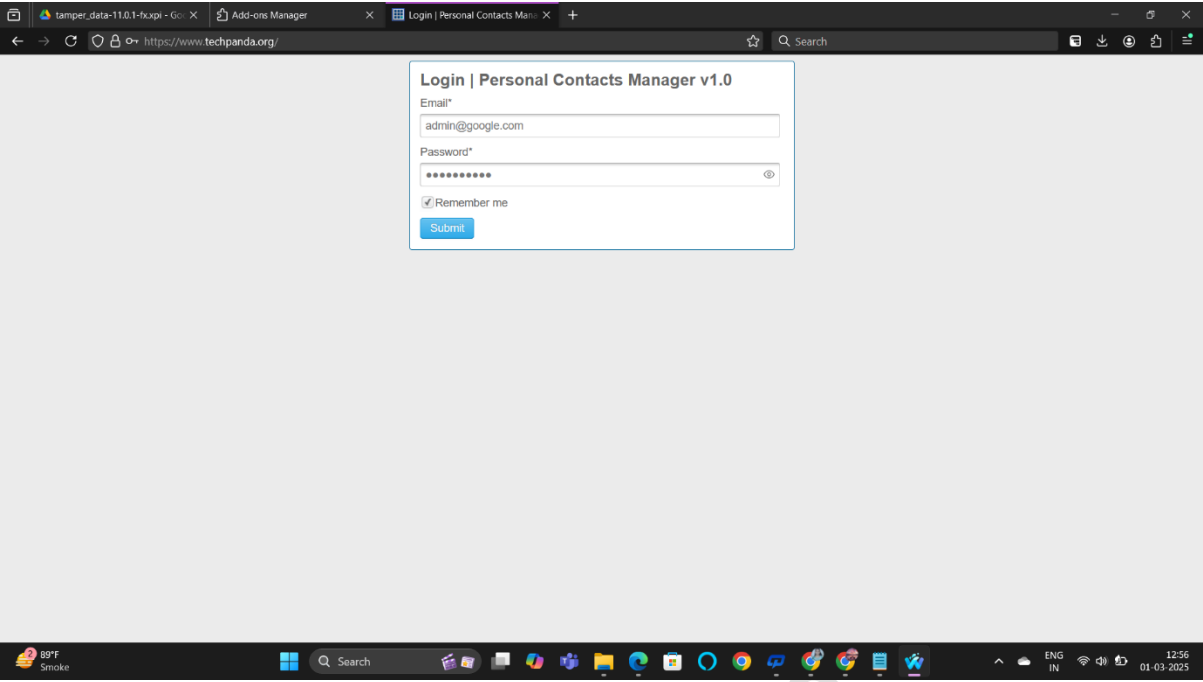 tamper_data-11.0.1-fx.xpi - Goo
Add-ons Manager
Login | Personal Contacts Mana
https://www.techpanda.org/
Search
Login | Personal Contacts Manager v1.0
Email*
admin@google.com
Password*
Remember me
Submit
2
89°F
Smoke
Search
ENG
IN
12:56
01-03-2025